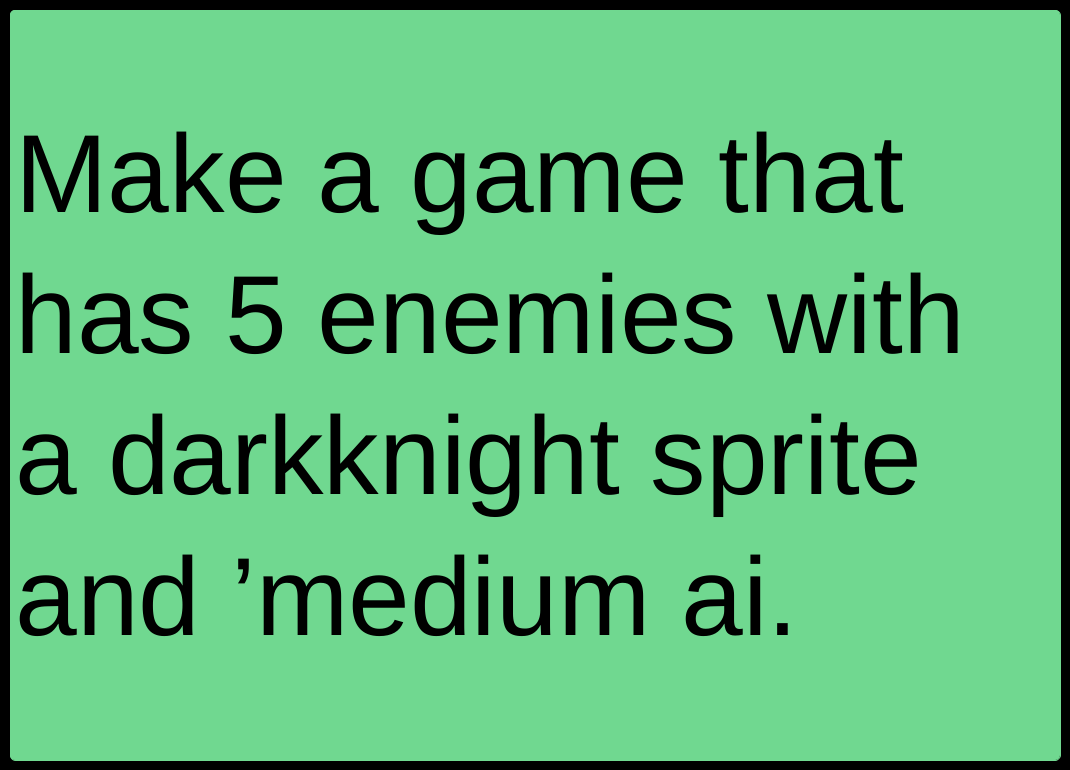 Make a game that
has 5 enemies with
a darkknight sprite
and ’medium ai.